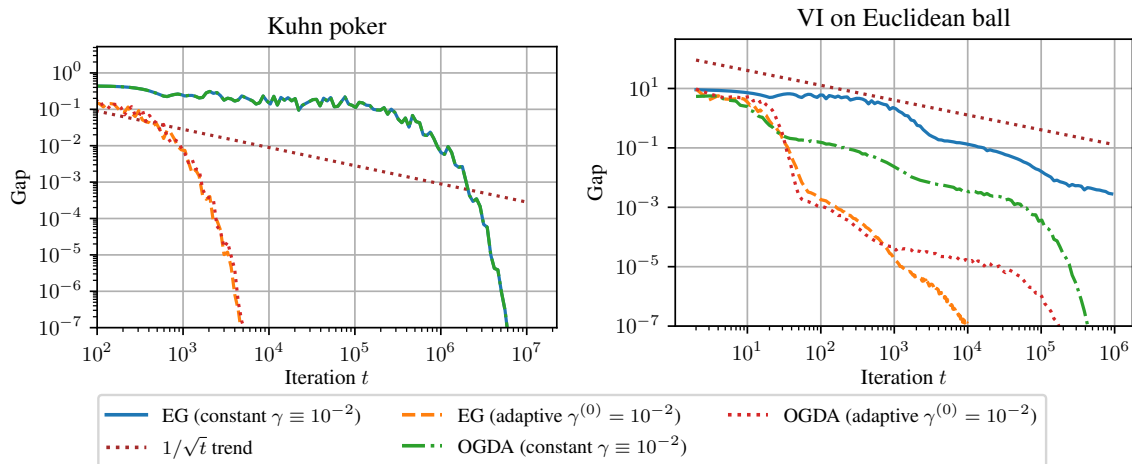 Kuhn poker
VI on Euclidean ball
Gap
10^0
10^{-1}
10^{-2}
10^{-3}
10^{-4}
10^{-5}
10^{-6}
10^{-7}
10^2 10^3 10^4 10^5 10^6 10^7
Iteration t
Gap
10^1
10^{-1}
10^{-3}
10^{-5}
10^{-7}
10^1 10^2 10^3 10^4 10^5 10^6
Iteration t
EG (constant γ ≡ 10^{-2}) EG (adaptive γ^{(0)} = 10^{-2}) OGDA (adaptive γ^{(0)} = 10^{-2})
1/√t trend OGDA (constant γ ≡ 10^{-2})